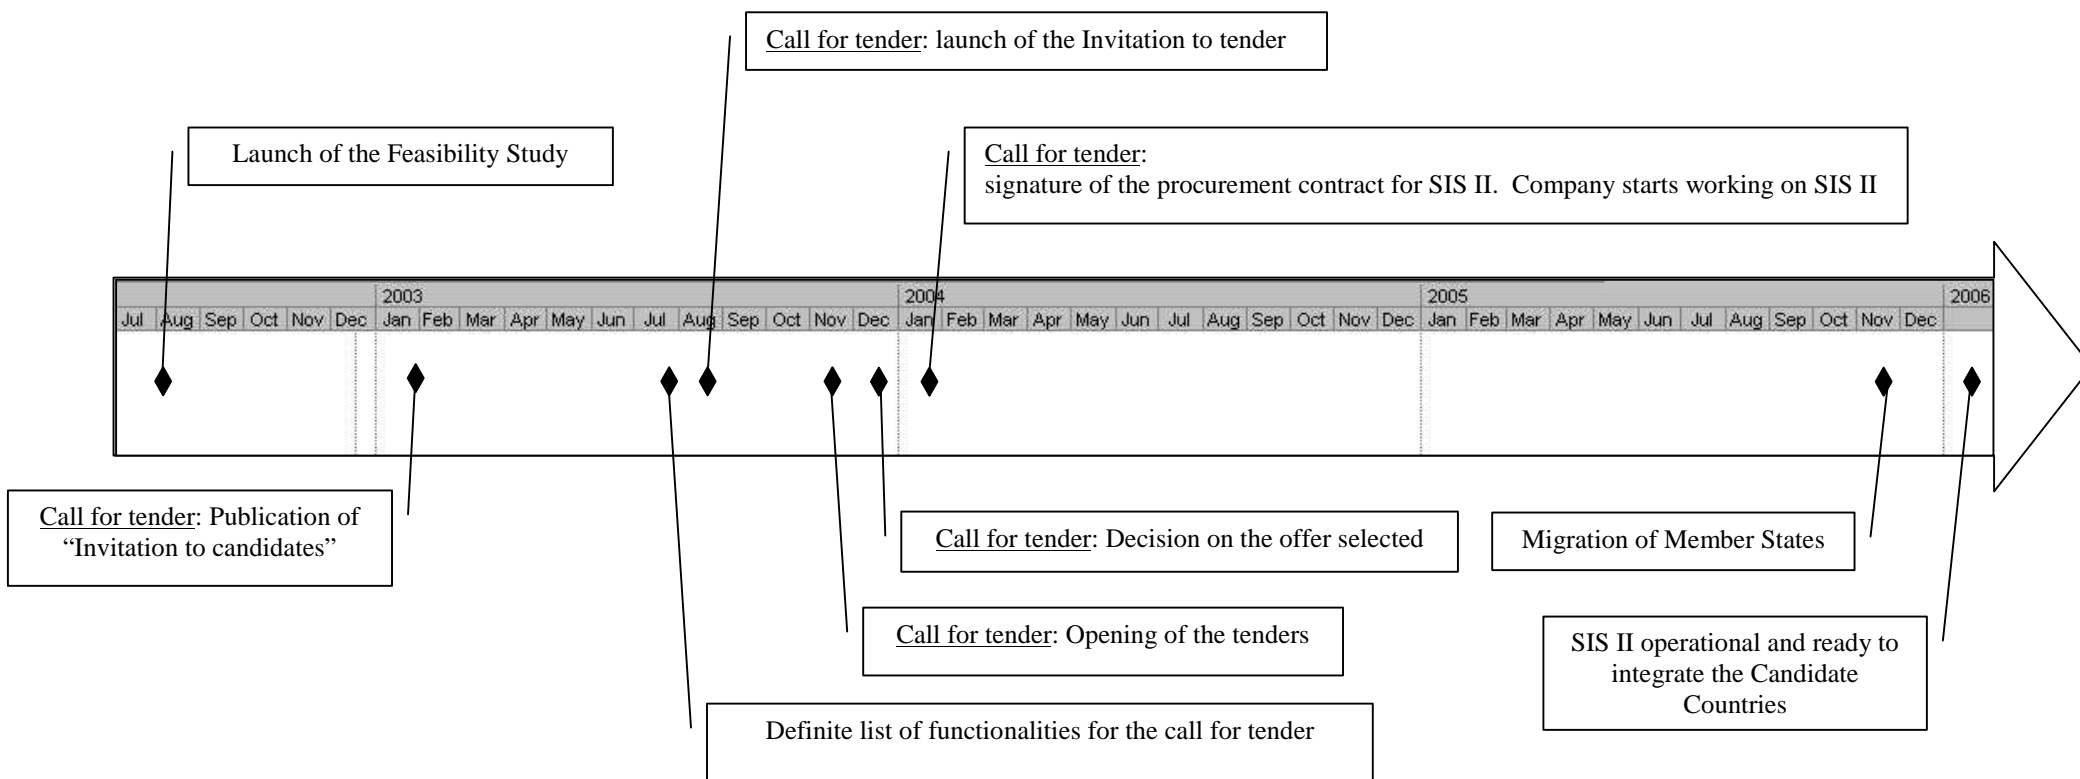 Call for tender: launch of the Invitation to tender
Launch of the Feasibility Study
Call for tender:
signature of the procurement contract for SIS II.  Company starts working on SIS II
2003 2004 2005 2006
Jul Aug Sep Oct Nov Dec Jan Feb Mar Apr May Jun Jul Aug Sep Oct Nov Dec Jan Feb Mar Apr May Jun Jul Aug Sep Oct Nov Dec Jan Feb Mar Apr May Jun Jul Aug Sep Oct Nov Dec
Call for tender: Publication of
“Invitation to candidates”
Call for tender: Decision on the offer selected
Migration of Member States
Call for tender: Opening of the tenders
SIS II operational and ready to
integrate the Candidate
Countries
Definite list of functionalities for the call for tender